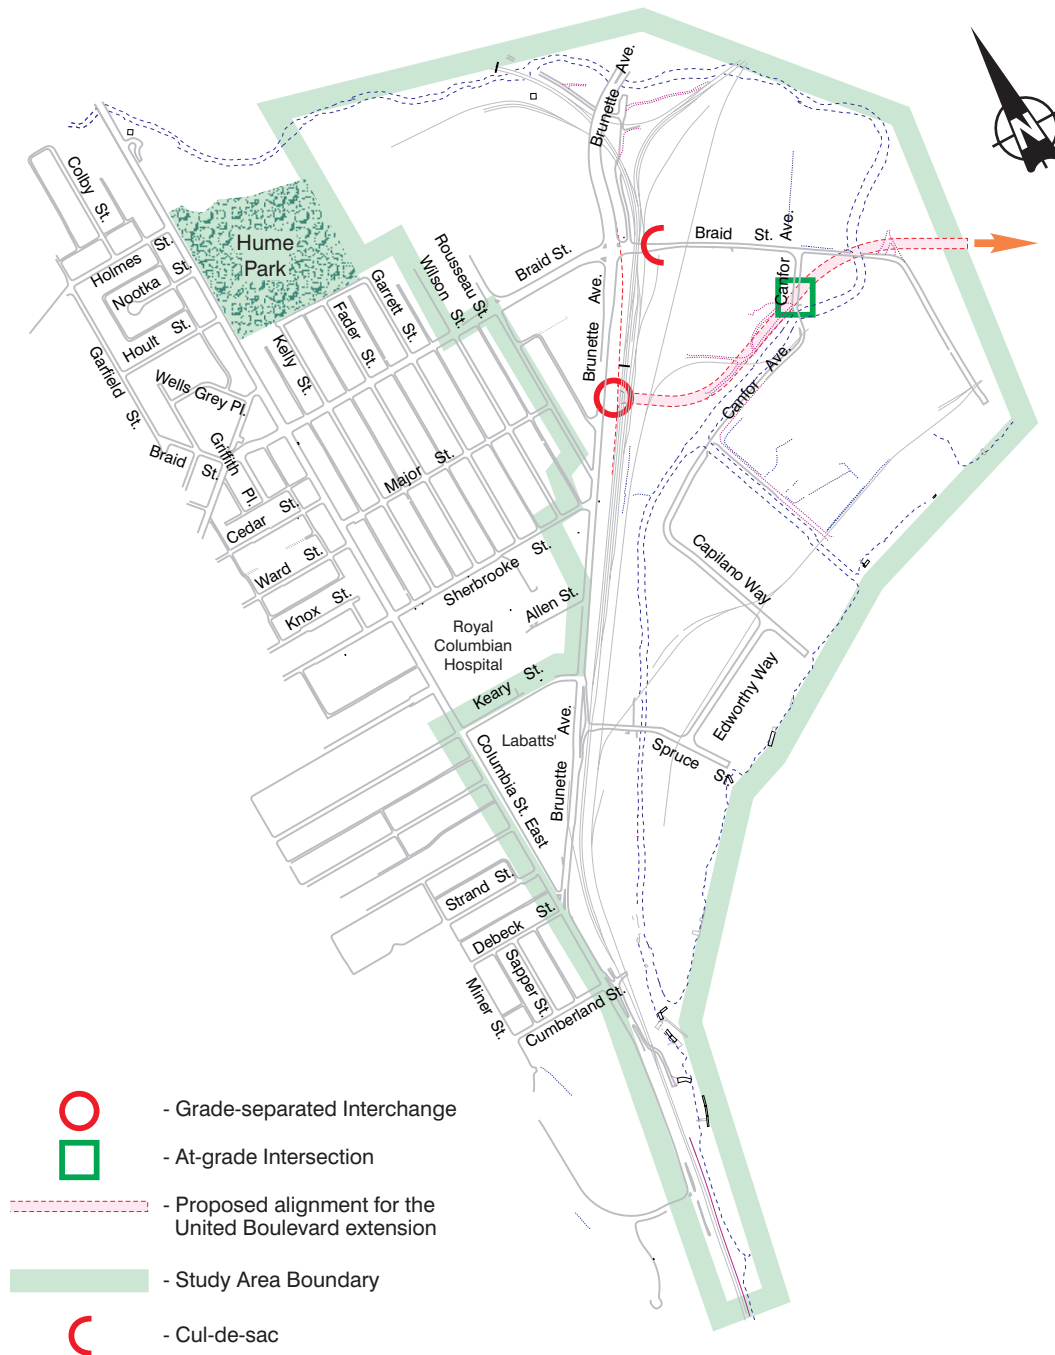 Brunette Ave.
N
Colby St.
Holmes St.
Nootka St.
Hoult St.
Garfield St.
Wells Grey Pl.
Griffith Pl.
Braid St.
Cedar St.
Ward St.
Knox St.
Hume
Park
Kelly St.
Fader St.
Garrett St.
Wilson St.
Rousseau St.
Braid St.
Brunette Ave.
Braid St.
Canfor Ave.
Canfor Ave.
Major St.
Sherbrooke St.
Allen St.
Royal
Columbian
Hospital
Keary St.
Labatts'
Brunette Ave.
Columbia St. East
Capilano Way
Edworthy Way
Spruce St.
Strand St.
Debeck St.
Sapper St.
Miner St.
Cumberland St.
- Grade-separated Interchange
- At-grade Intersection
- Proposed alignment for the
United Boulevard extension
- Study Area Boundary
- Cul-de-sac